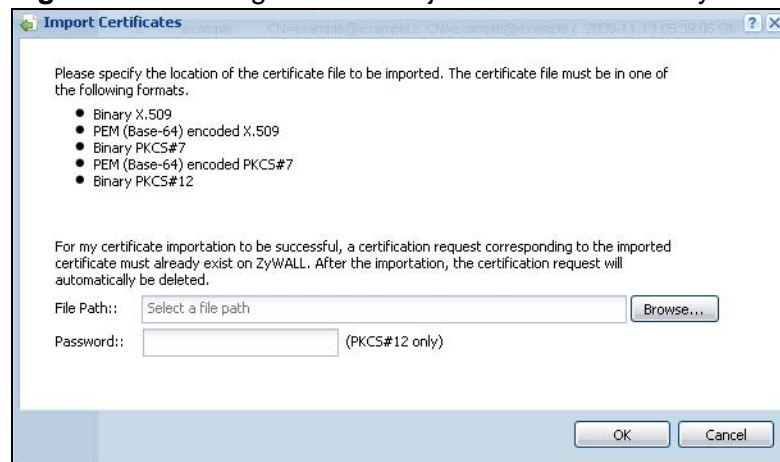 Import Certificates
Please specify the location of the certificate file to be imported. The certificate file must be in one of
the following formats.
● Binary X.509
● PEM (Base-64) encoded X.509
● Binary PKCS#7
● PEM (Base-64) encoded PKCS#7
● Binary PKCS#12
For my certificate importation to be successful, a certification request corresponding to the imported
certificate must already exist on ZyWALL. After the importation, the certification request will
automatically be deleted.
File Path:: Select a file path Browse...
Password:: (PKCS#12 only)
OK Cancel